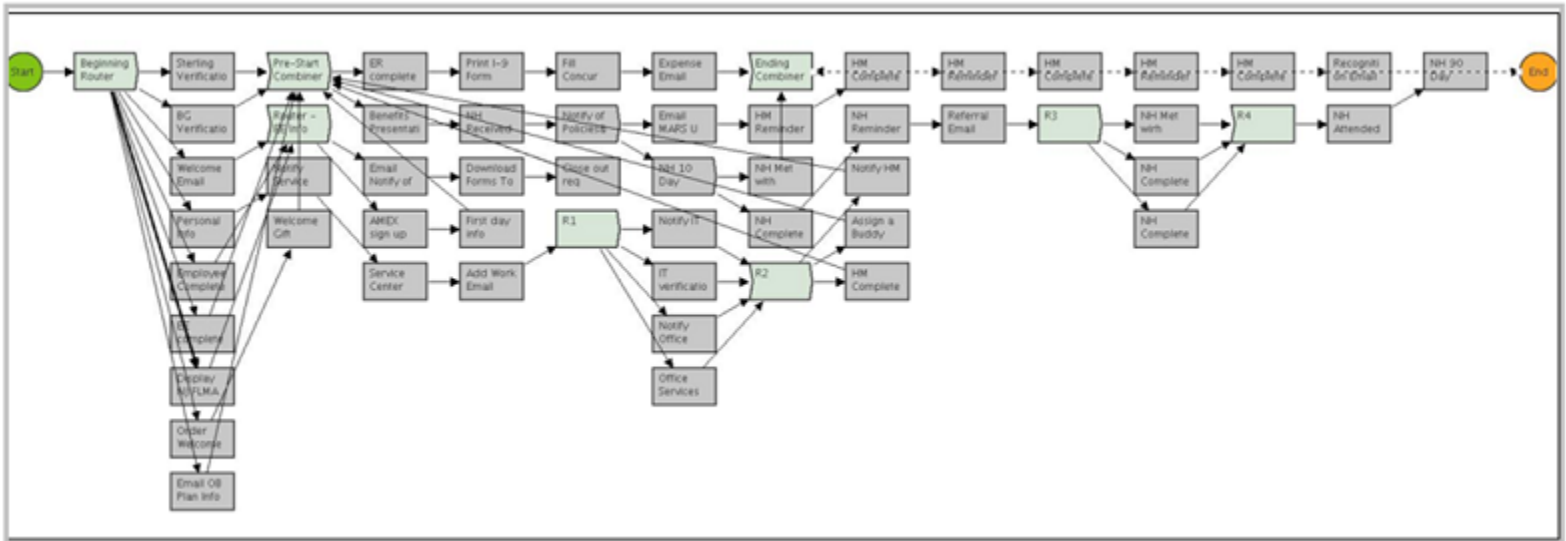 Start
Beginning
Router
Sterling
Verificatio
Pre-Start
Combiner
ER
complete
Print I-9
Form
Fill
Concur
Expense
Email
Ending
Combiner
HM
Complete
HM
Reminder
HM
Complete
HM
Reminder
HM
Complete
Recogniti
on Email
NH 90
Day
End
BG
Verificatio
Router -
Info
Benefits
Presentati
NH
Received
Notify of
Policies&
Email
MARS U
HM
Reminder
NH
Reminder
Referral
Email
R3
NH Met
with
R4
NH
Attended
Welcome
Email
Notify
Service
Email
Notify of
Download
Forms To
Close out
req
NH 10
Day
NH Met
with
Notify HM
NH
Complete
Personal
Info
Welcome
Gift
AMEX
sign up
First day
info
R1
Notify IT
NH
Complete
Assign a
Buddy
NH
Complete
Employee
Complete
Service
Center
Add Work
Email
IT
verificatio
R2
HM
Complete
complete
Notify
Office
Display
Office
Services
Order
Welcome
Email OB
Plan Info